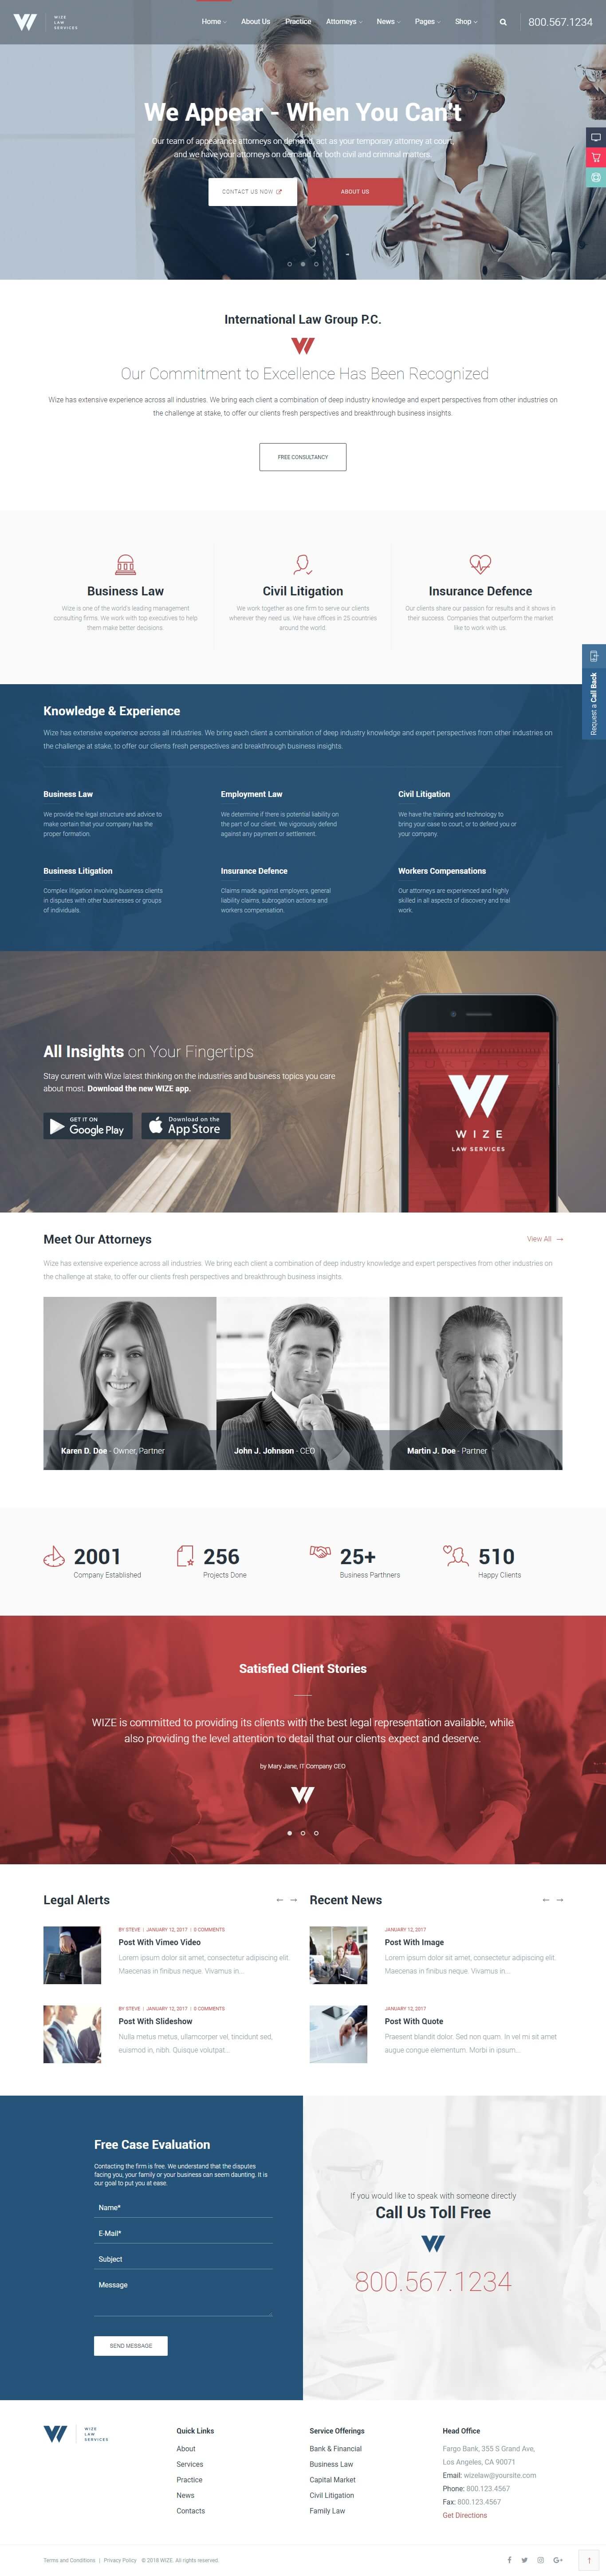 WIZE
LAW
SERVICES
Home
About Us
Practice
Attorneys
News
Pages
Shop
800.567.1234
We Appear - When You Can't
Our team of appearance attorneys on demand, act as your temporary attorney at court,
and we have your attorneys on demand for both civil and criminal matters.
CONTACT US NOW
ABOUT US
International Law Group P.C.
Our Commitment to Excellence Has Been Recognized
Wize has extensive experience across all industries. We bring each client a combination of deep industry knowledge and expert perspectives from other industries on
the challenge at stake, to offer our clients fresh perspectives and breakthrough business insights.
FREE CONSULTANCY
Business Law
Wize is one of the world's leading management
consulting firms. We work with top executives to help
them make better decisions.
Civil Litigation
We work together as one firm to serve our clients
wherever they need us. We have offices in 25 countries
around the world.
Insurance Defence
Our clients share our passion for results and it shows in
their success. Companies that outperform the market
like to work with us.
Request a Call Back
Knowledge & Experience
Wize has extensive experience across all industries. We bring each client a combination of deep industry knowledge and expert perspectives from other industries on
the challenge at stake, to offer our clients fresh perspectives and breakthrough business insights.
Business Law
We provide the legal structure and advice to
make certain that your company has the
proper formation.
Employment Law
We determine if there is potential liability on
the part of our client. We vigorously defend
against any payment or settlement.
Civil Litigation
We have the training and technology to
bring your case to court, or to defend you or
your company.
Business Litigation
Complex litigation involving business clients
in disputes with other businesses or groups
of individuals.
Insurance Defence
Claims made against employers, general
liability claims, subrogation actions and
workers compensation.
Workers Compensations
Our attorneys are experienced and highly
skilled in all aspects of discovery and trial
work.
All Insights on Your Fingertips
Stay current with Wize latest thinking on the industries and business topics you care
about most. Download the new WIZE app.
GET IT ON
Google Play
Download on the
App Store
WIZE
LAW SERVICES
Meet Our Attorneys
View All →
Wize has extensive experience across all industries. We bring each client a combination of deep industry knowledge and expert perspectives from other industries on
the challenge at stake, to offer our clients fresh perspectives and breakthrough business insights.
Karen D. Doe - Owner, Partner
John J. Johnson - CEO
Martin J. Doe - Partner
2001
Company Established
256
Projects Done
25+
Business Parthners
510
Happy Clients
Satisfied Client Stories
WIZE is committed to providing its clients with the best legal representation available, while
also providing the level attention to detail that our clients expect and deserve.
by Mary Jane, IT Company CEO
Legal Alerts
← →
BY STEVE | JANUARY 12, 2017 | 0 COMMENTS
Post With Vimeo Video
Lorem ipsum dolor sit amet, consectetur adipiscing elit.
Maecenas in finibus neque. Vivamus in...
BY STEVE | JANUARY 12, 2017 | 0 COMMENTS
Post With Slideshow
Nulla metus metus, ullamcorper vel, tincidunt sed,
euismod in, nibh. Quisque volutpat...
Recent News
← →
JANUARY 12, 2017
Post With Image
Lorem ipsum dolor sit amet, consectetur adipiscing elit.
Maecenas in finibus neque. Vivamus in...
JANUARY 12, 2017
Post With Quote
Praesent blandit dolor. Sed non quam. In vel mi sit amet
augue congue elementum. Morbi in ipsum...
Free Case Evaluation
Contacting the firm is free. We understand that the disputes
facing you, your family or your business can seem daunting. It is
our goal to put you at ease.
Name*
E-Mail*
Subject
Message
SEND MESSAGE
If you would like to speak with someone directly
Call Us Toll Free
800.567.1234
WIZE
LAW
SERVICES
Quick Links
About
Services
Practice
News
Contacts
Service Offerings
Bank & Financial
Business Law
Capital Market
Civil Litigation
Family Law
Head Office
Fargo Bank, 355 S Grand Ave,
Los Angeles, CA 90071
Email: wizelaw@yoursite.com
Phone: 800.123.4567
Fax: 800.123.4567
Get Directions
Terms and Conditions | Privacy Policy © 2018 WIZE. All rights reserved.